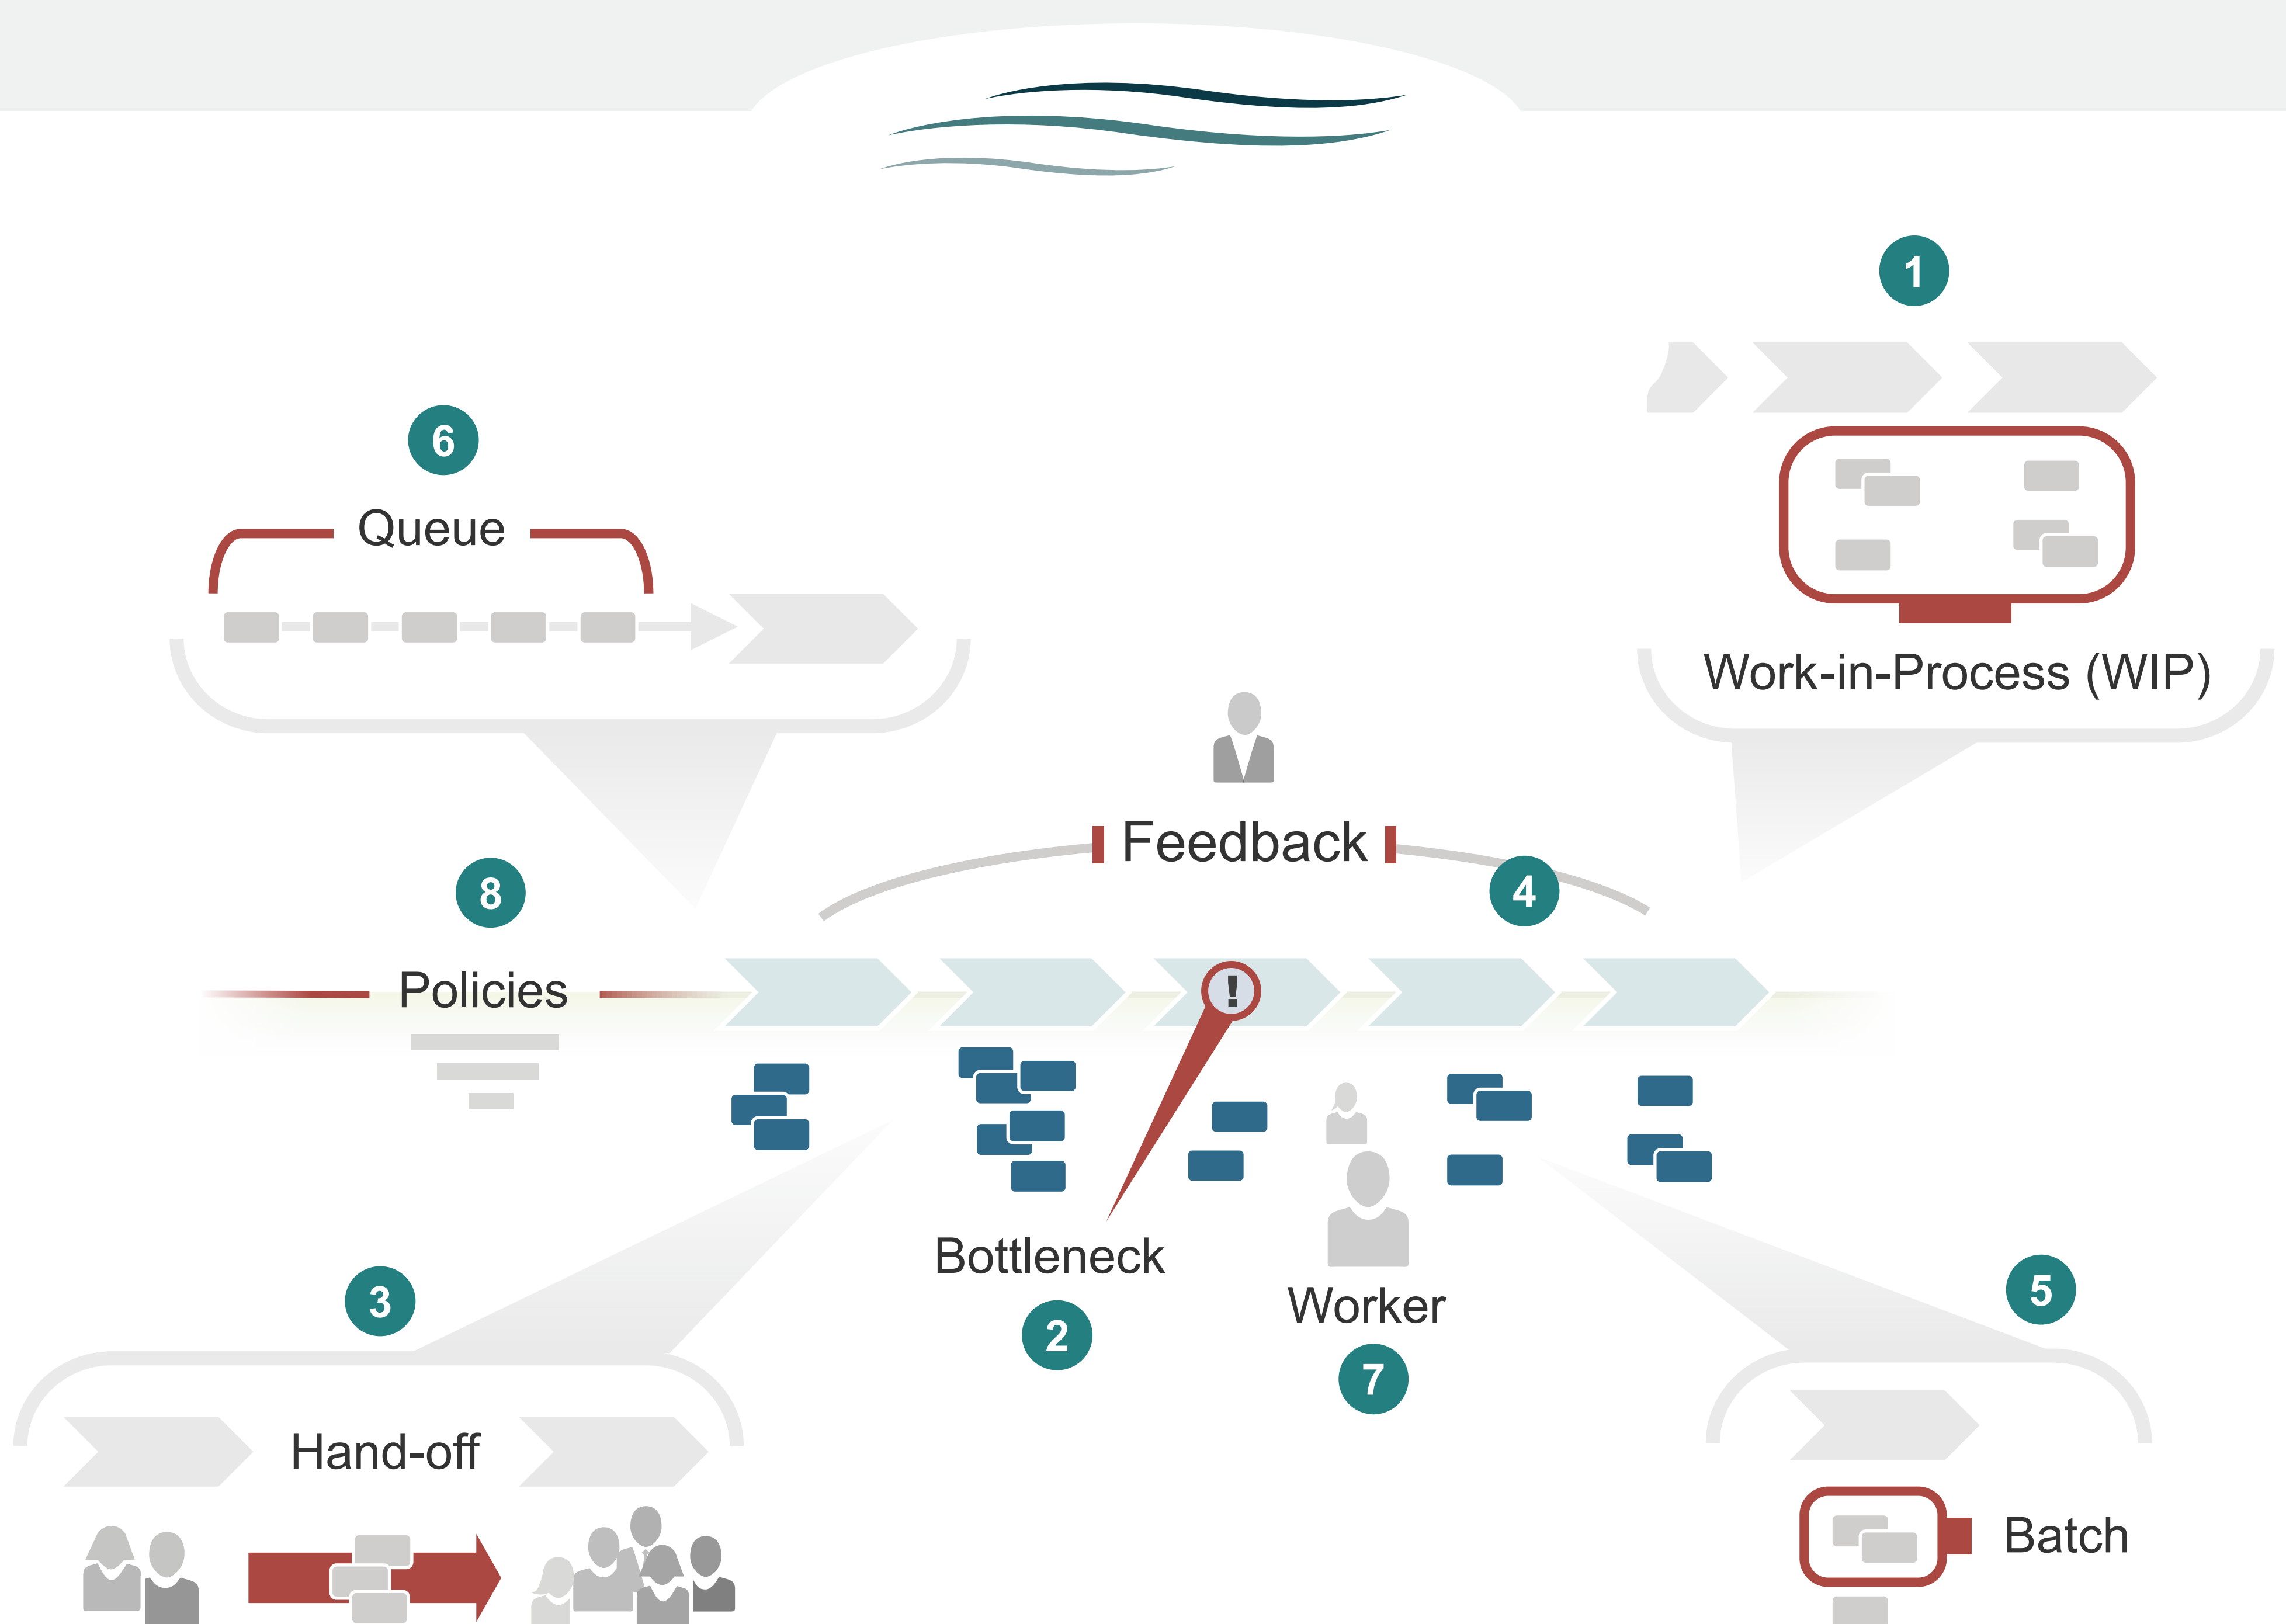 1
6
Queue
Work-in-Process (WIP)
Feedback
4
8
Policies
!
Bottleneck
2
Worker
7
3
Hand-off
5
Batch